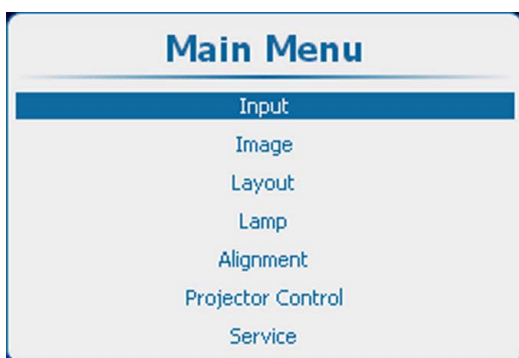 Main Menu
Input
Image
Layout
Lamp
Alignment
Projector Control
Service